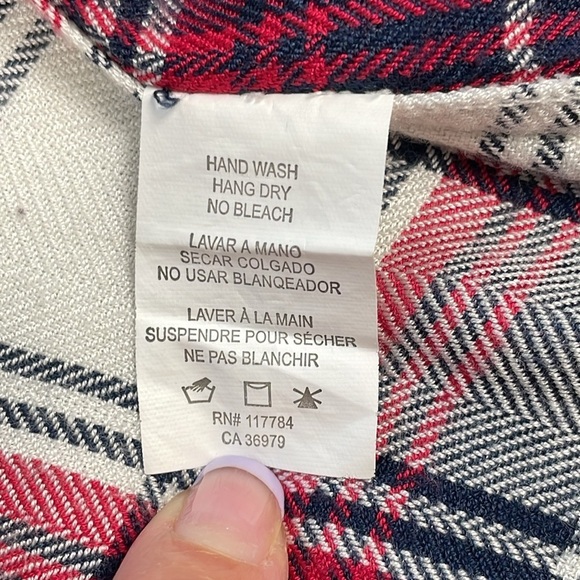 HAND WASH
HANG DRY
NO BLEACH
LAVAR A MANO
SECAR COLGADO
NO USAR BLANQEADOR
LAVER À LA MAIN
SUSPENDRE POUR SÉCHER
NE PAS BLANCHIR
RN# 117784
CA 36979